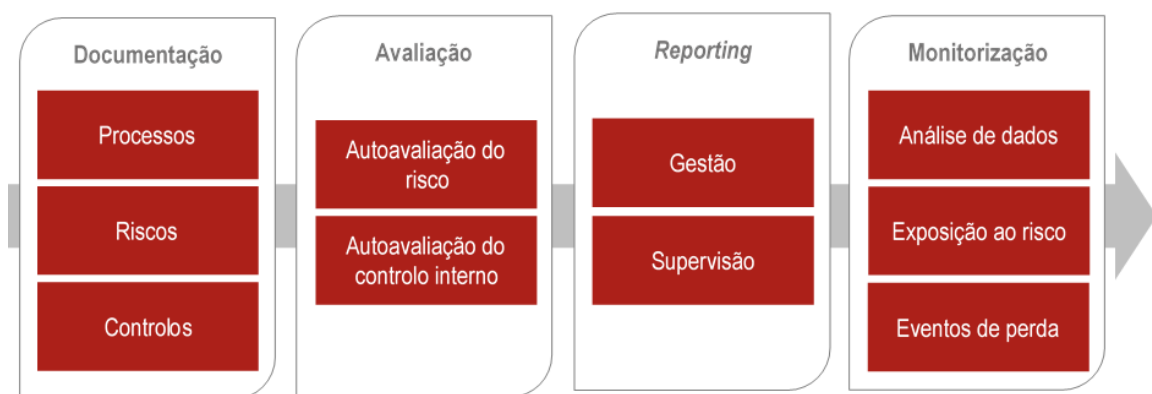 Documentação
Processos
Riscos
Controlos
Avaliação
Autoavaliação do
risco
Autoavaliação do
controlo interno
Reporting
Gestão
Supervisão
Monitorização
Análise de dados
Exposição ao risco
Eventos de perda